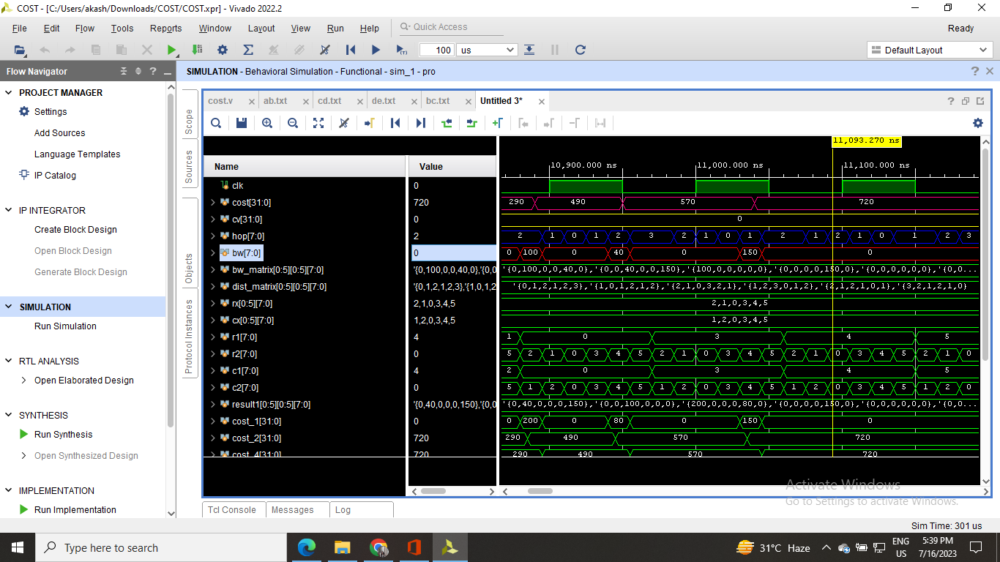 COST - [C:/Users/akash/Downloads/COST/COST.xpr] - Vivado 2022.2
File Edit Flow Tools Reports Window Layout View Run Help Quick Access Ready
100 us Default Layout
Flow Navigator
SIMULATION - Behavioral Simulation - Functional - sim_1 - pro
PROJECT MANAGER
Settings
Add Sources
Language Templates
IP Catalog
IP INTEGRATOR
Create Block Design
Open Block Design
Generate Block Design
SIMULATION
Run Simulation
RTL ANALYSIS
Open Elaborated Design
SYNTHESIS
Run Synthesis
Open Synthesized Design
IMPLEMENTATION
Run Implementation
Scope
Sources
Objects
Protocol Instances
cost.v ab.txt cd.txt de.txt bc.txt Untitled 3*
11,093.270 ns
Name Value
10,900.000 ns 11,000.000 ns 11,100.000 ns
clk 0
cost[31:0] 720 290 490 570 720
cv[31:0] 0 0
hop[7:0] 2 2 1 0 1 2 3 2 1 0 1 2 1 2 1 0 1 2 3
bw[7:0] 0 0 100 0 40 0 150 0
bw_matrix[0:5][0:5][7:0] '{0,100,0,0,40,0},'{0,0 '{0,100,0,0,40,0},'{0,0,40,0,0,150},'{100,0,0,0,0,0},'{0,0,0,0,0,0},'{0,0...
dist_matrix[0:5][0:5][7:0] '{0,1,2,1,2,3},'{1,0,1,2 '{0,1,2,1,2,3},'{1,0,1,2,1,2},'{2,1,0,3,2,1},'{1,2,3,0,1,2},'{2,1,2,1,0,1},'{3,2,1,2,1,0}
rx[0:5][7:0] 2,1,0,3,4,5 2,1,0,3,4,5
cx[0:5][7:0] 1,2,0,3,4,5 1,2,0,3,4,5
r1[7:0] 4 1 0 3 4 5
r2[7:0] 0 5 2 1 0 3 4 5 2 1 0 3 4 5 2 1 0 3 4 5 2 1 0
c1[7:0] 4 2 0 3 4 5
c2[7:0] 0 5 1 2 0 3 4 5 1 2 0 3 4 5 1 2 0 3 4 5 1 2 0
result1[0:5][0:5][7:0] '{0,40,0,0,0,150},'{0,0 '{0,40,0,0,0,150},'{0,0,100,0,0,0},'{200,0,0,0,80,0},'{0,0,0,0,150,0},'{0,0,0,0,0,0},'{0,0...
cost_1[31:0] 0 0 200 0 80 0 150 0
cost_2[31:0] 720 290 490 570 720
cost_4[31:0] 720 290 490 570 720
Tcl Console Messages Log
Activate Windows
Go to Settings to activate Windows.
Sim Time: 301 us
Type here to search
31°C Haze
ENG
US
5:39 PM
7/16/2023